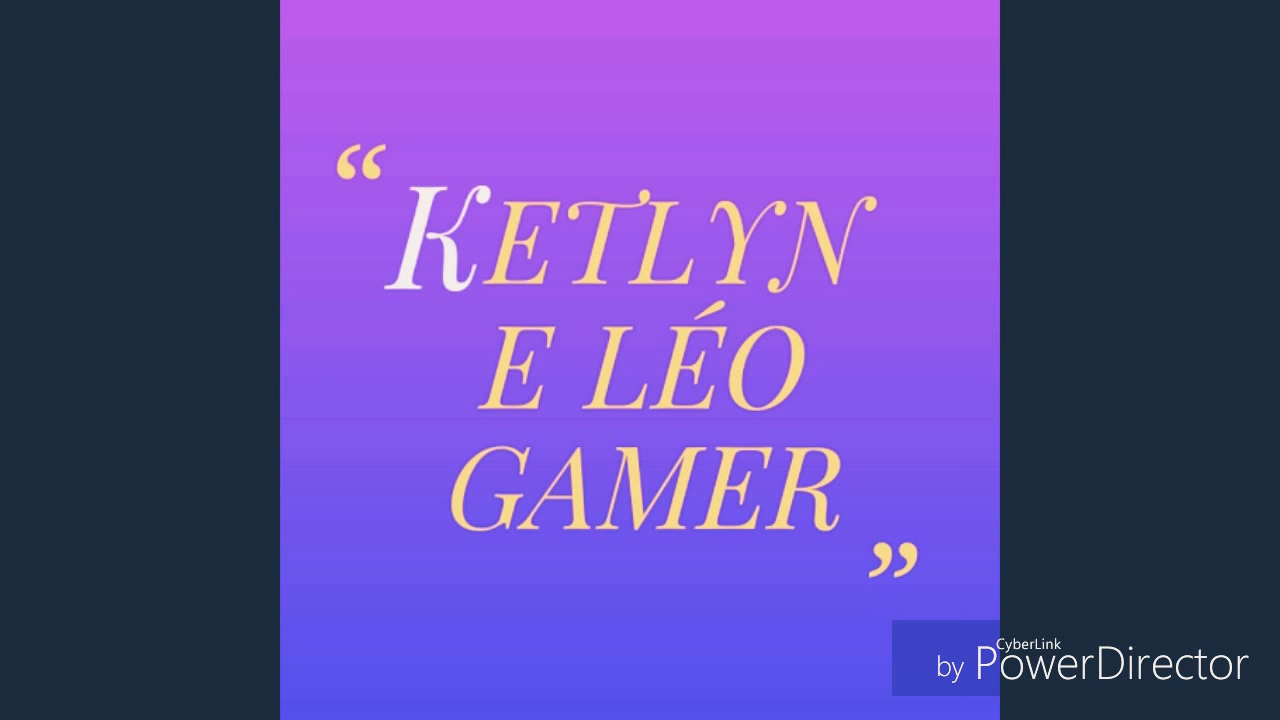 “KETLYN
E LÉO
GAMER”
CyberLink
by PowerDirector